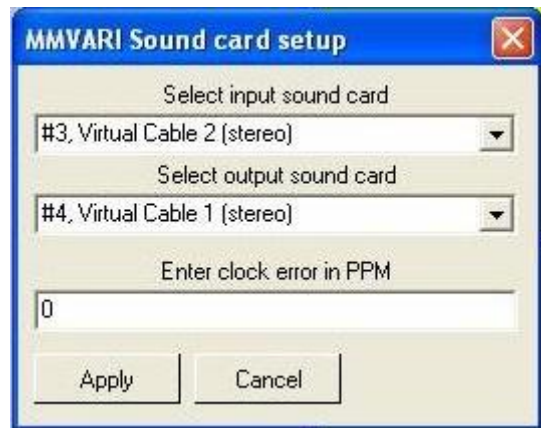 MMVARI Sound card setup
Select input sound card
#3, Virtual Cable 2 (stereo)
Select output sound card
#4, Virtual Cable 1 (stereo)
Enter clock error in PPM
0
Apply Cancel